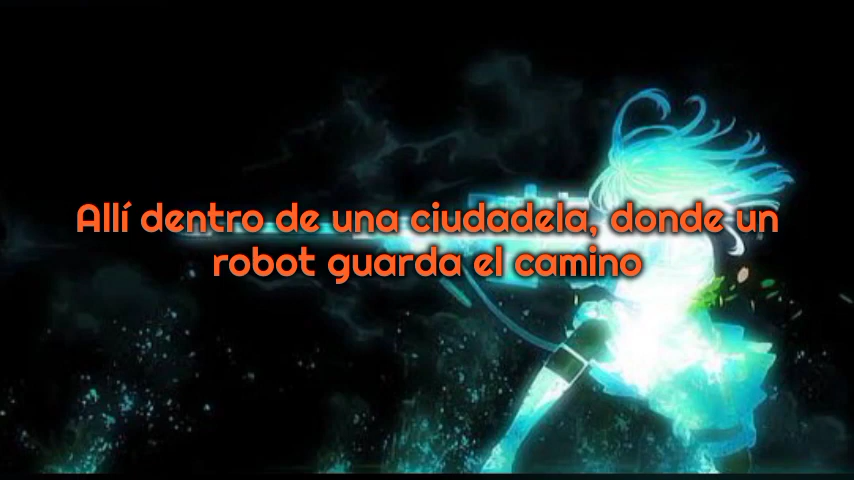 Allí dentro de una ciudadela, donde un
robot guarda el camino